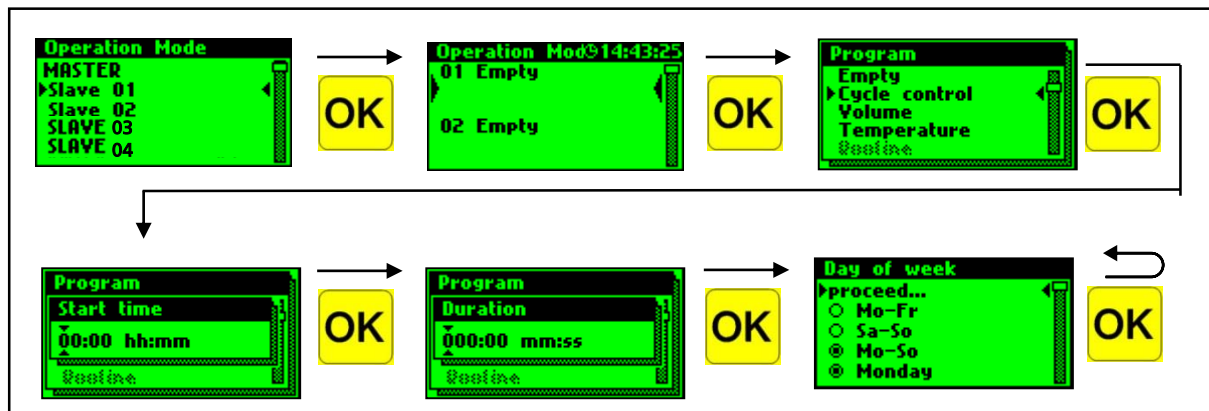 Operation Mode
MASTER
Slave 01
Slave 02
SLAVE 03
SLAVE 04
OK
Operation Mod 14:43:25
01 Empty
02 Empty
OK
Program
Empty
Cycle control
Volume
Temperature
OK
Program
Start time
00:00 hh:mm
OK
Program
Duration
000:00 mm:ss
OK
Day of week
proceed...
Mo-Fr
Sa-So
Mo-So
Monday
OK